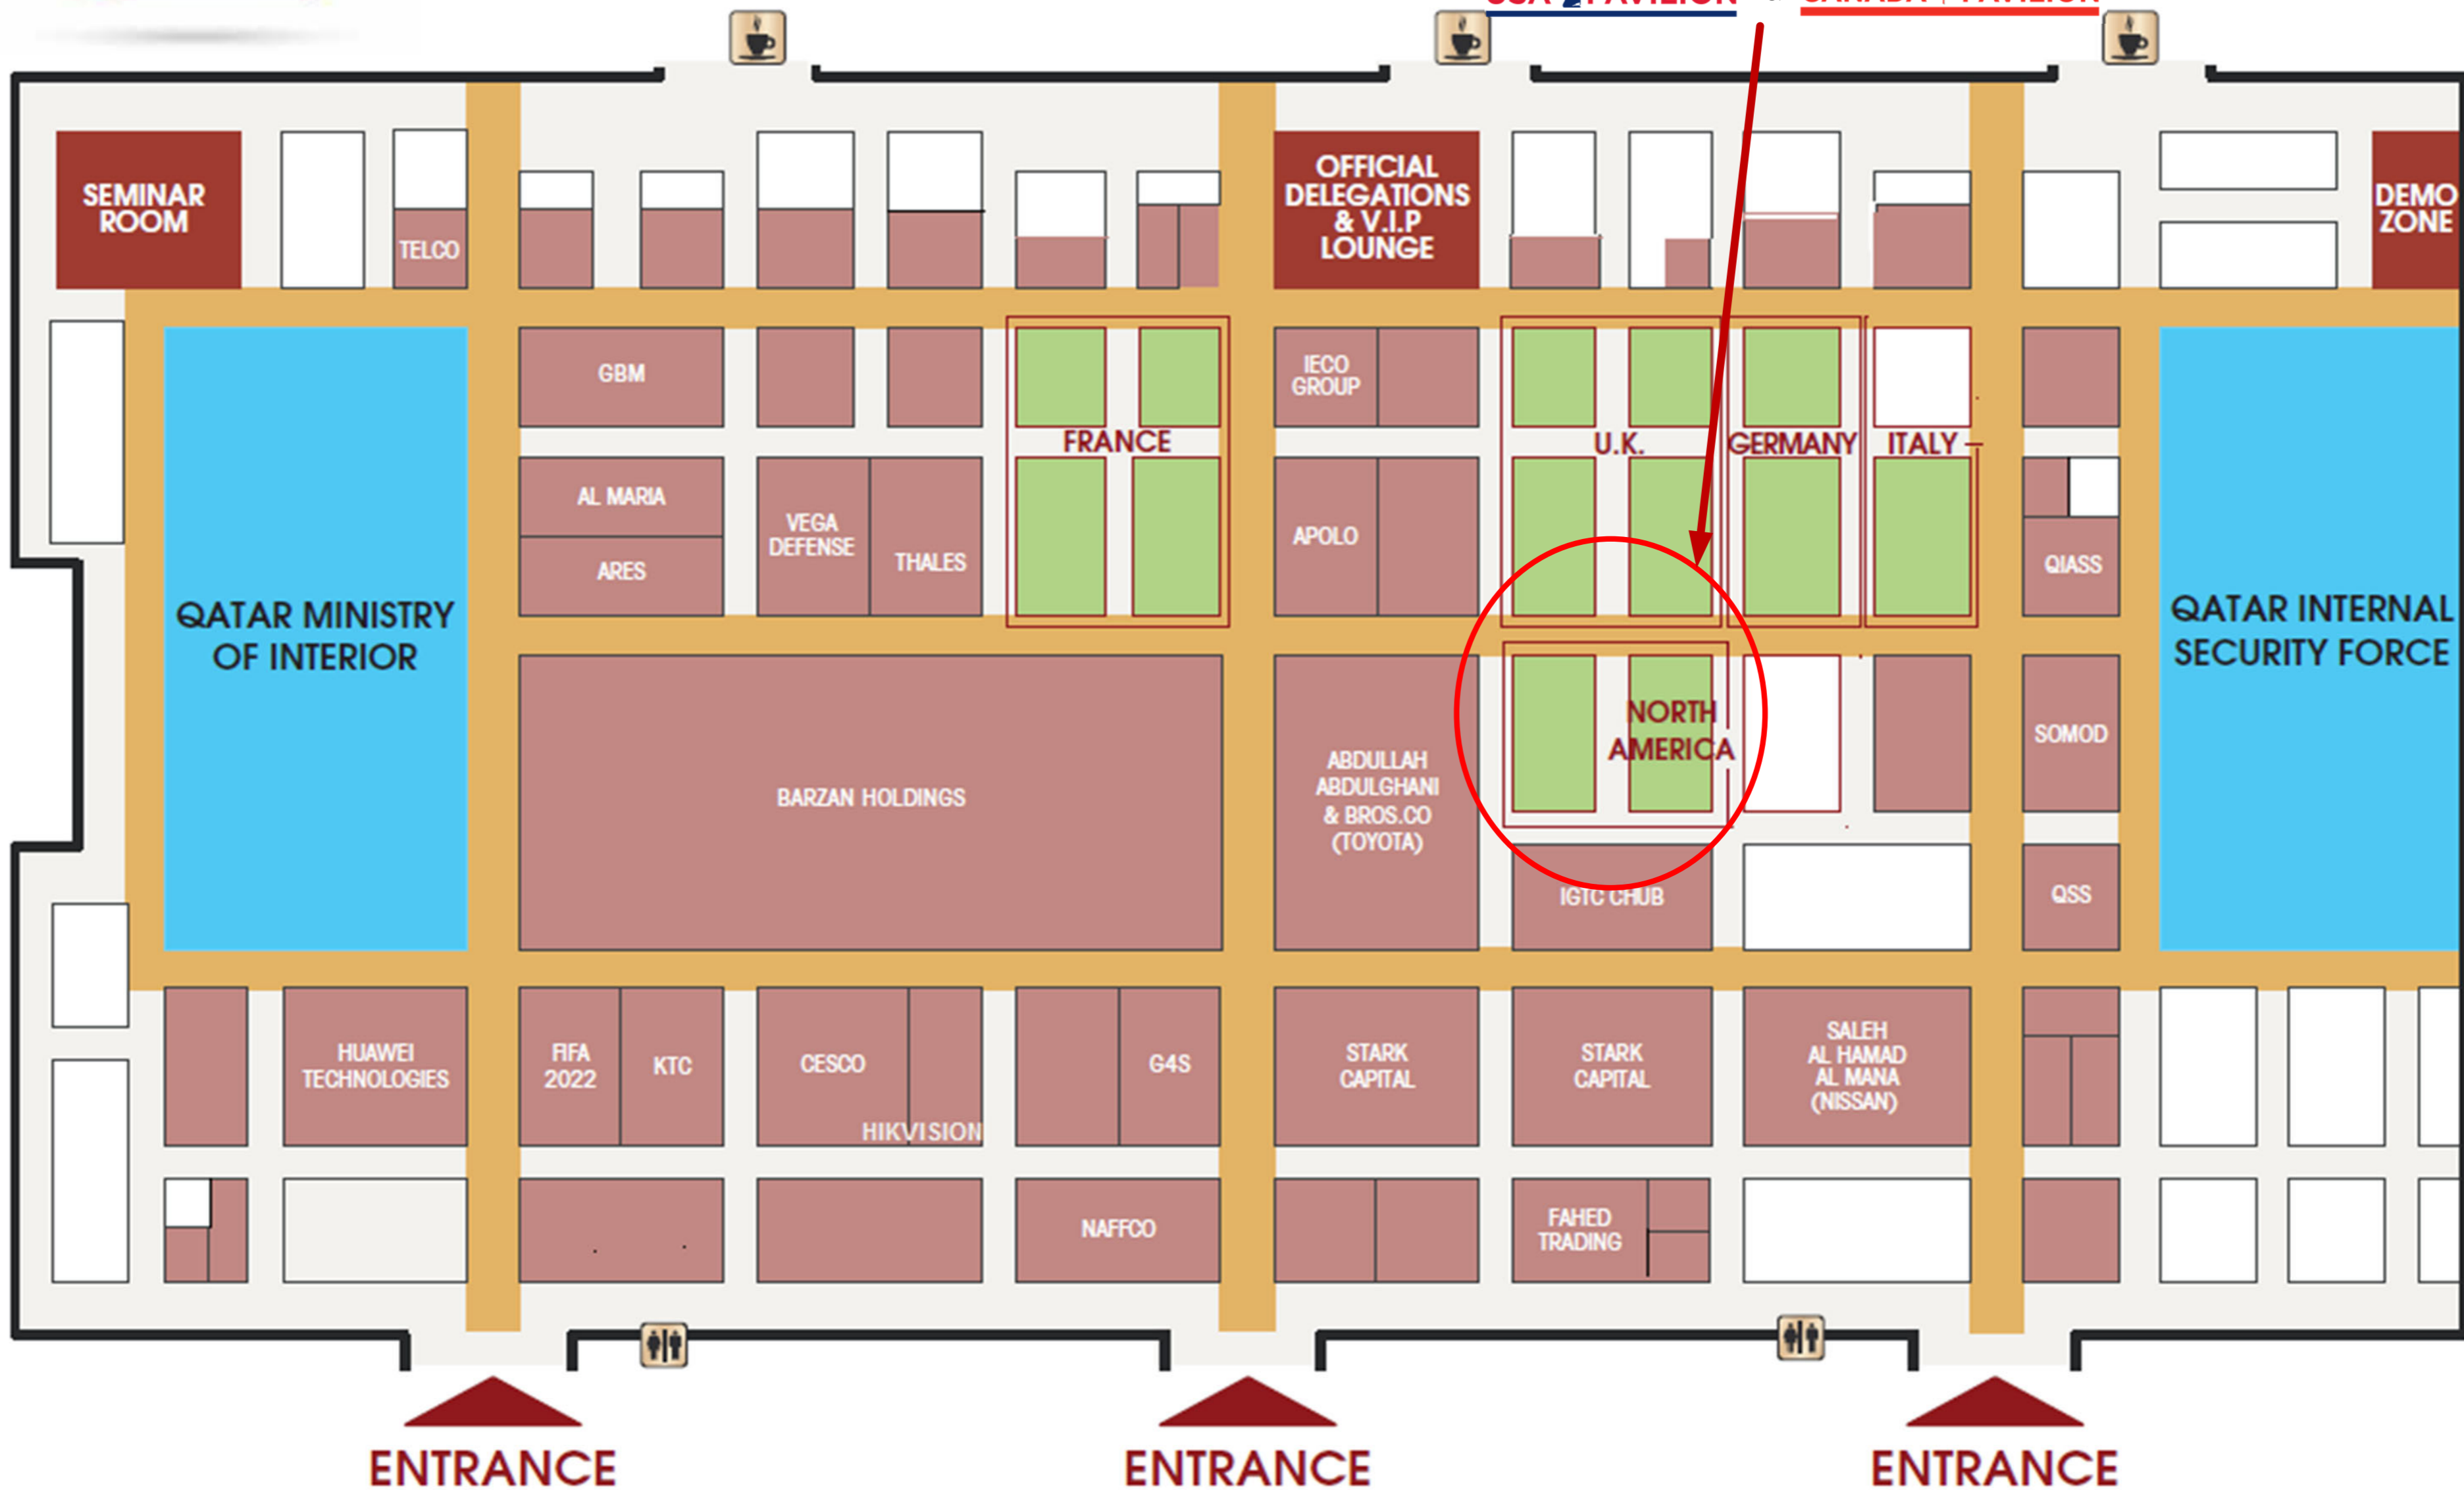 PAVILION
PAVILION
SEMINAR
ROOM
TELCO
OFFICIAL
DELEGATIONS
& V.I.P
LOUNGE
DEMO
ZONE
GBM
IECO
GROUP
FRANCE
U.K.
GERMANY
ITALY
AL MARIA
ARES
VEGA
DEFENSE
THALES
APOLO
QIASS
QATAR MINISTRY
OF INTERIOR
QATAR INTERNAL
SECURITY FORCE
BARZAN HOLDINGS
ABDULLAH
ABDULGHANI
& BROS.CO
(TOYOTA)
NORTH
AMERICA
SOMOD
IGTC CHUB
QSS
HUAWEI
TECHNOLOGIES
FIFA
2022
KTC
CESCO
HIKVISION
G4S
STARK
CAPITAL
STARK
CAPITAL
SALEH
AL HAMAD
AL MANA
(NISSAN)
NAFFCO
FAHED
TRADING
ENTRANCE
ENTRANCE
ENTRANCE